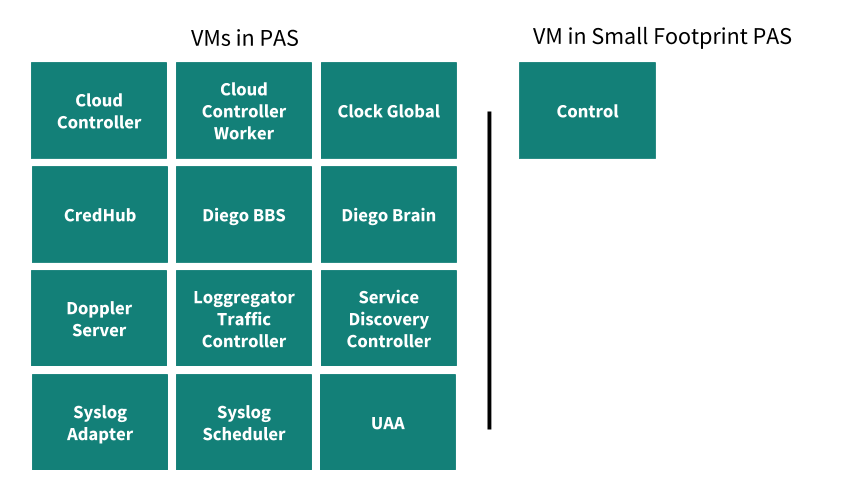 VMs in PAS
VM in Small Footprint PAS
Cloud
Controller
Cloud
Controller
Worker
Clock Global
Control
CredHub
Diego BBS
Diego Brain
Doppler
Server
Loggregator
Traffic
Controller
Service
Discovery
Controller
Syslog
Adapter
Syslog
Scheduler
UAA